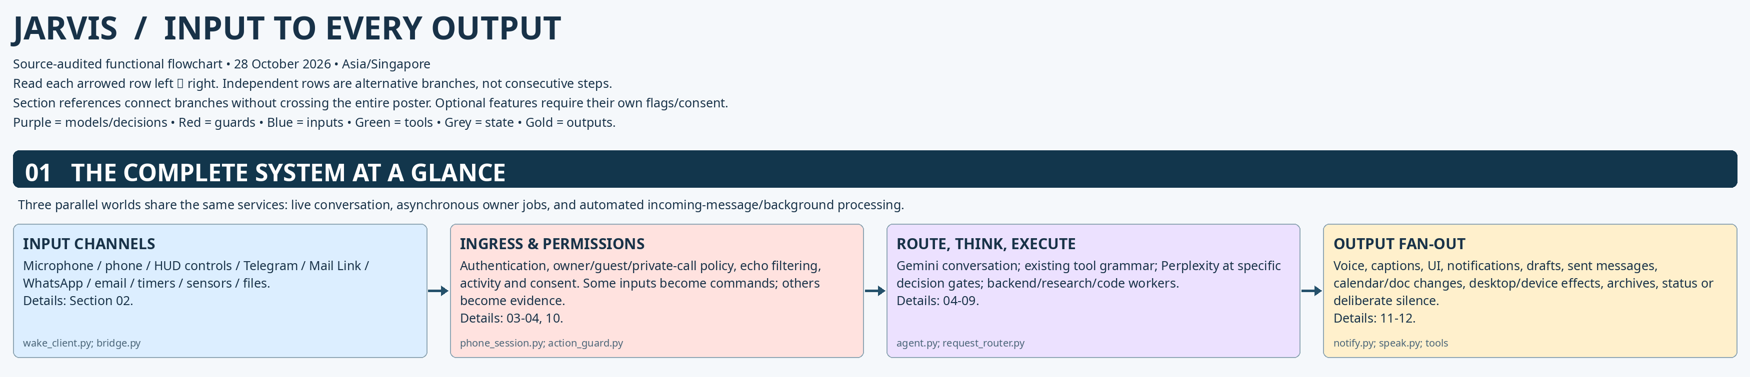 JARVIS / INPUT TO EVERY OUTPUT
Source-audited functional flowchart • 28 October 2026 • Asia/Singapore
Read each arrowed row left ▯ right. Independent rows are alternative branches, not consecutive steps.
Section references connect branches without crossing the entire poster. Optional features require their own flags/consent.
Purple = models/decisions • Red = guards • Blue = inputs • Green = tools • Grey = state • Gold = outputs.
01 THE COMPLETE SYSTEM AT A GLANCE
Three parallel worlds share the same services: live conversation, asynchronous owner jobs, and automated incoming-message/background processing.
INPUT CHANNELS
Microphone / phone / HUD controls / Telegram / Mail Link /
WhatsApp / email / timers / sensors / files.
Details: Section 02.
wake_client.py; bridge.py
INGRESS & PERMISSIONS
Authentication, owner/guest/private-call policy, echo filtering,
activity and consent. Some inputs become commands; others
become evidence.
Details: 03-04, 10.
phone_session.py; action_guard.py
ROUTE, THINK, EXECUTE
Gemini conversation; existing tool grammar; Perplexity at specific
decision gates; backend/research/code workers.
Details: 04-09.
agent.py; request_router.py
OUTPUT FAN-OUT
Voice, captions, UI, notifications, drafts, sent messages,
calendar/doc changes, desktop/device effects, archives, status or
deliberate silence.
Details: 11-12.
notify.py; speak.py; tools